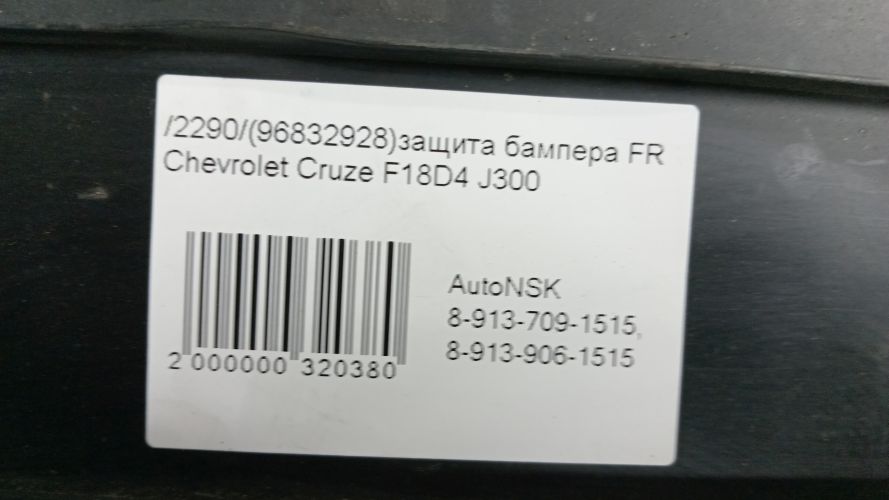 /2290/(96832928)защита бампера FR
Chevrolet Cruze F18D4 J300
AutoNSK
8-913-709-1515,
8-913-906-1515
2 000000 320380